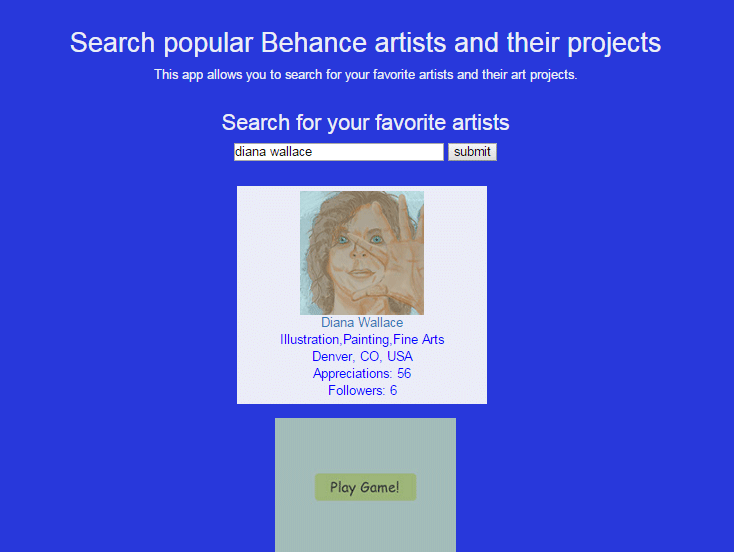 Search popular Behance artists and their projects
This app allows you to search for your favorite artists and their art projects.
Search for your favorite artists
diana wallace submit
Diana Wallace
Illustration,Painting,Fine Arts
Denver, CO, USA
Appreciations: 56
Followers: 6
Play Game!